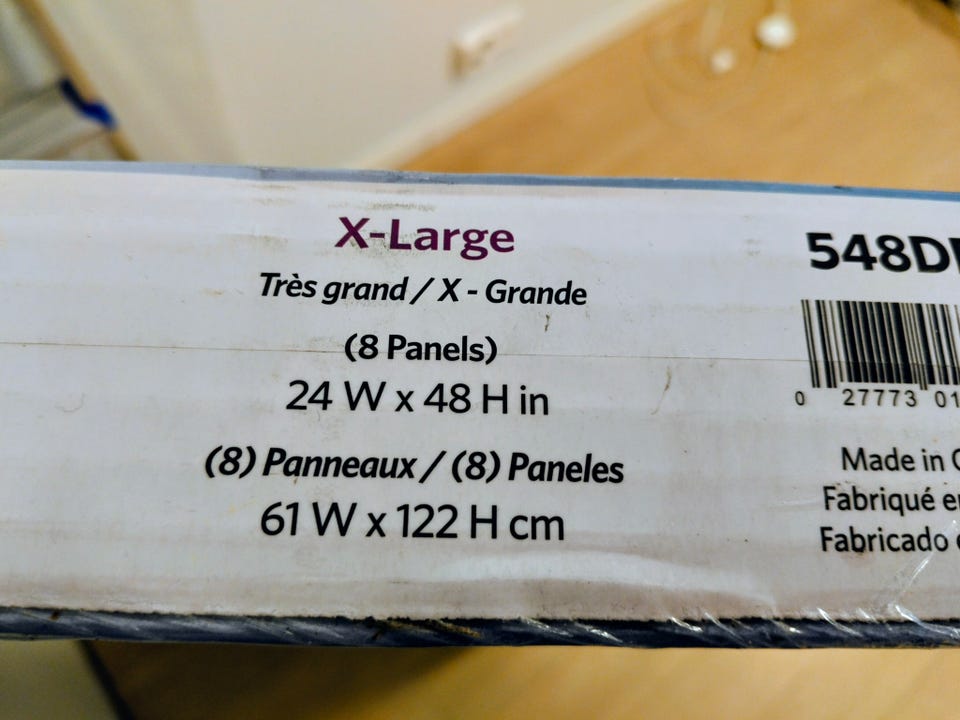 X-Large
Très grand / X - Grande
(8 Panels)
24 W x 48 H in
(8) Panneaux / (8) Paneles
61 W x 122 H cm
548D
0 27773 01
Made in
Fabriqué
Fabricado